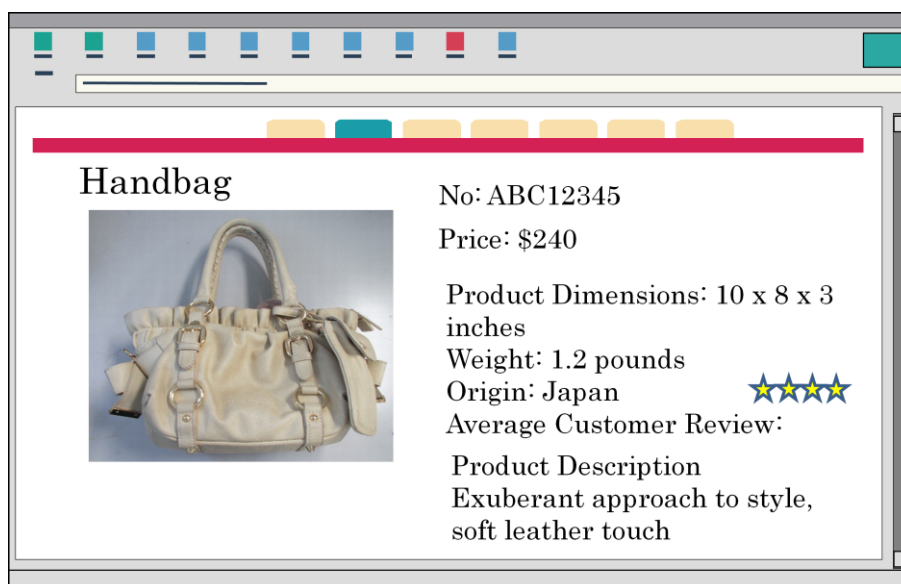 Handbag
No: ABC12345
Price: $240
Product Dimensions: 10 x 8 x 3
inches
Weight: 1.2 pounds
Origin: Japan
Average Customer Review:
Product Description
Exuberant approach to style,
soft leather touch